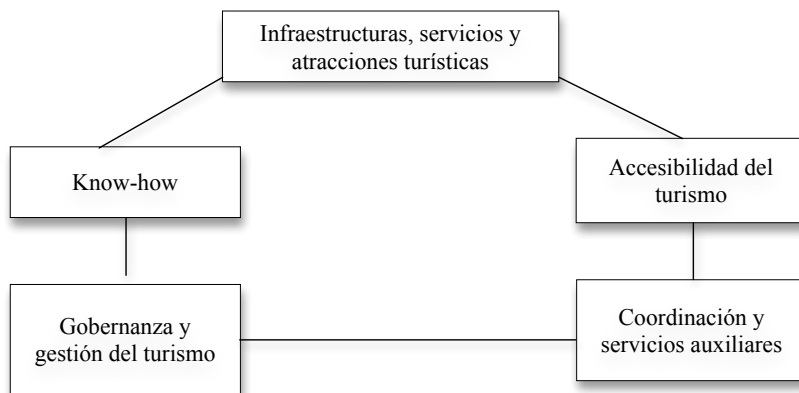 Infraestructuras, servicios y
atracciones turísticas
Know-how
Accesibilidad del
turismo
Gobernanza y
gestión del turismo
Coordinación y
servicios auxiliares